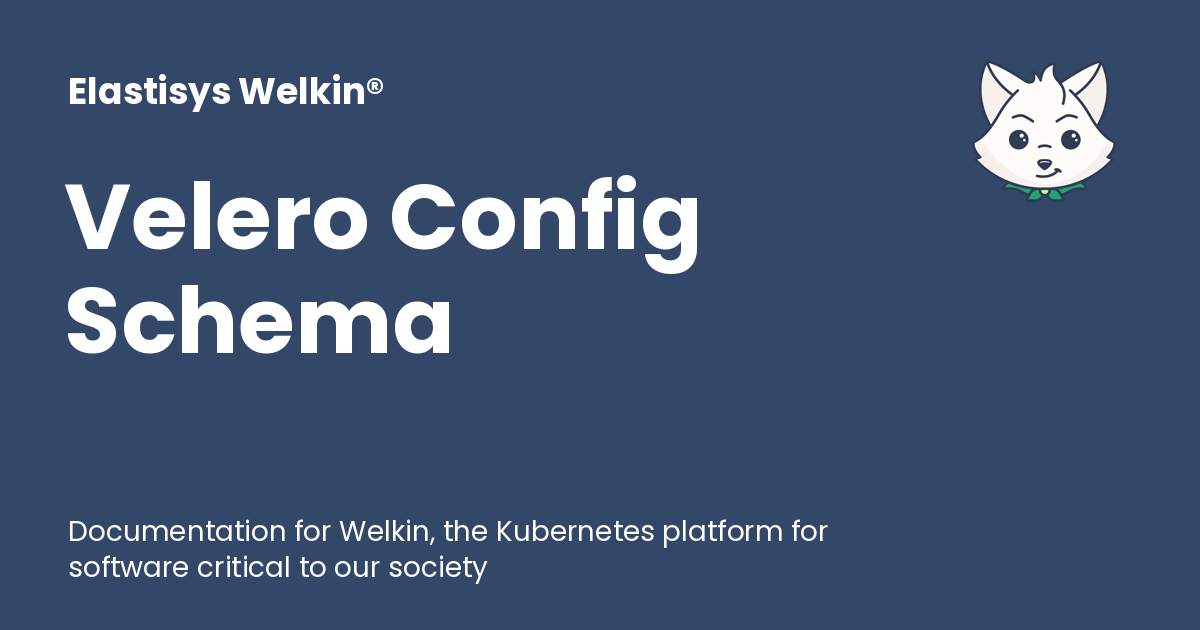 Elastisys Welkin®
Velero Config
Schema
Documentation for Welkin, the Kubernetes platform for
software critical to our society